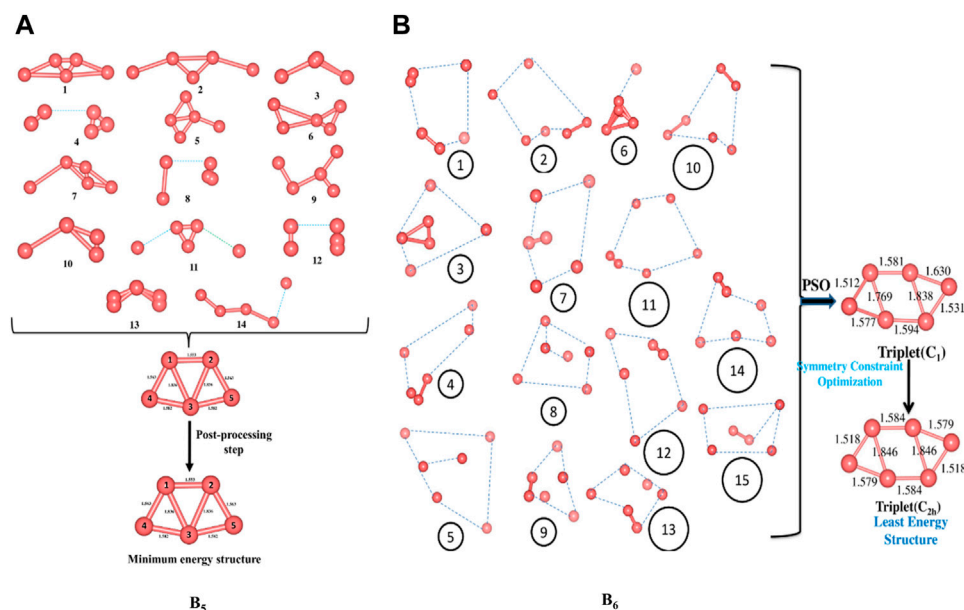 A
B
1
2
3
4
5
6
7
8
9
10
11
12
13
14
1 2
4 3 5
Post-processing
step
1 2
4 3 5
Minimum energy structure
B5
1
2
6
10
3
7
11
4
8
12
14
5
9
13
15
B6
PSO
1.581
1.630
1.512
1.769
1.838
1.531
1.577
1.594
Triplet(C1)
Symmetry Constraint
Optimization
1.584
1.579
1.518
1.846
1.846
1.518
1.579
1.584
Triplet(C2h)
Least Energy
Structure